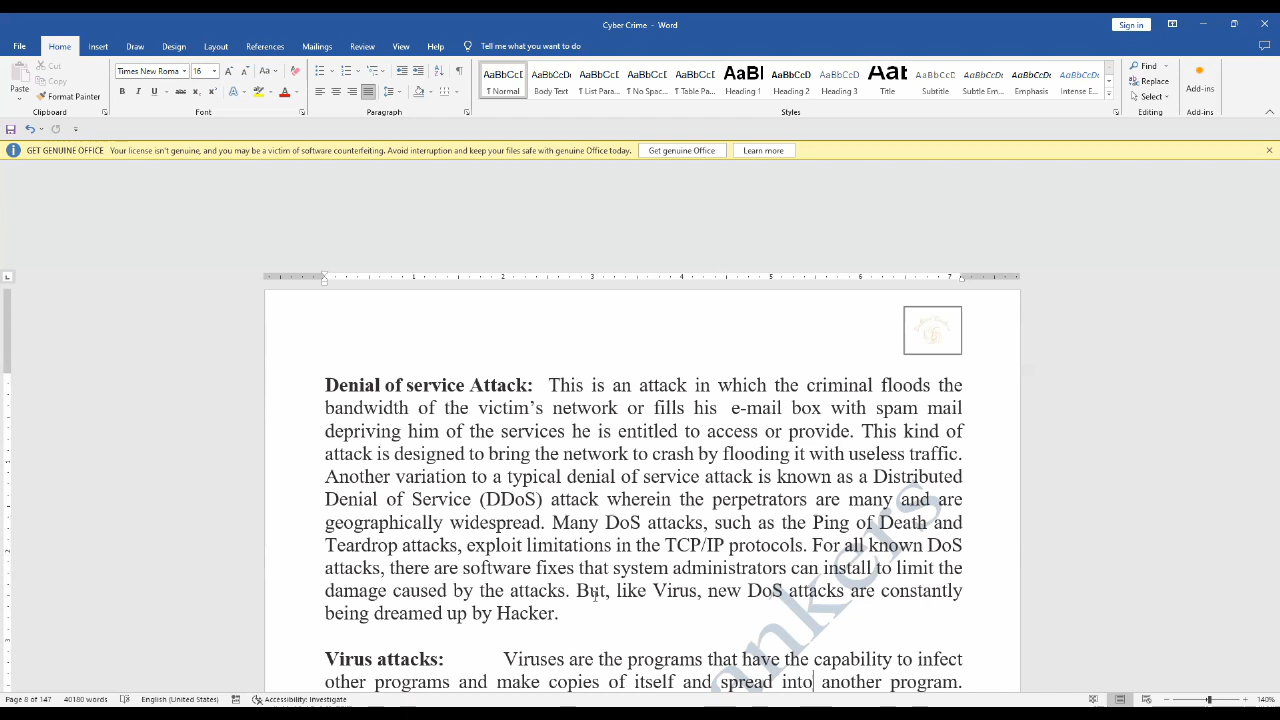 Cyber Crime - Word
Sign in
File Home Insert Draw Design Layout References Mailings Review View Help Tell me what you want to do
Paste
Cut
Copy
Format Painter
Clipboard
Times New Roma 16
Font
Paragraph
AaBbCcI ¶ Normal
AaBbCcDc Body Text
AaBbCcI ¶ List Para...
AaBbCcI ¶ No Spac...
AaBbCcI ¶ Table Pa...
AaBl Heading 1
AaBbCcD Heading 2
AaBbCcD Heading 3
Aat Title
AaBbCcD Subtitle
AaBbCcDt Subtle Em...
AaBbCcDt Emphasis
AaBbCcDt Intense E...
Styles
Find
Replace
Select
Editing
Add-ins
Add-ins
GET GENUINE OFFICE Your license isn't genuine, and you may be a victim of software counterfeiting. Avoid interruption and keep your files safe with genuine Office today. Get genuine Office Learn more
1 2 3 4 5 6 7
Denial of service Attack: This is an attack in which the criminal floods the
bandwidth of the victim’s network or fills his e-mail box with spam mail
depriving him of the services he is entitled to access or provide. This kind of
attack is designed to bring the network to crash by flooding it with useless traffic.
Another variation to a typical denial of service attack is known as a Distributed
Denial of Service (DDoS) attack wherein the perpetrators are many and are
geographically widespread. Many DoS attacks, such as the Ping of Death and
Teardrop attacks, exploit limitations in the TCP/IP protocols. For all known DoS
attacks, there are software fixes that system administrators can install to limit the
damage caused by the attacks. But, like Virus, new DoS attacks are constantly
being dreamed up by Hacker.
Virus attacks: Viruses are the programs that have the capability to infect
other programs and make copies of itself and spread into another program.
ankers
Page 8 of 147 40180 words English (United States) Accessibility: Investigate 140%